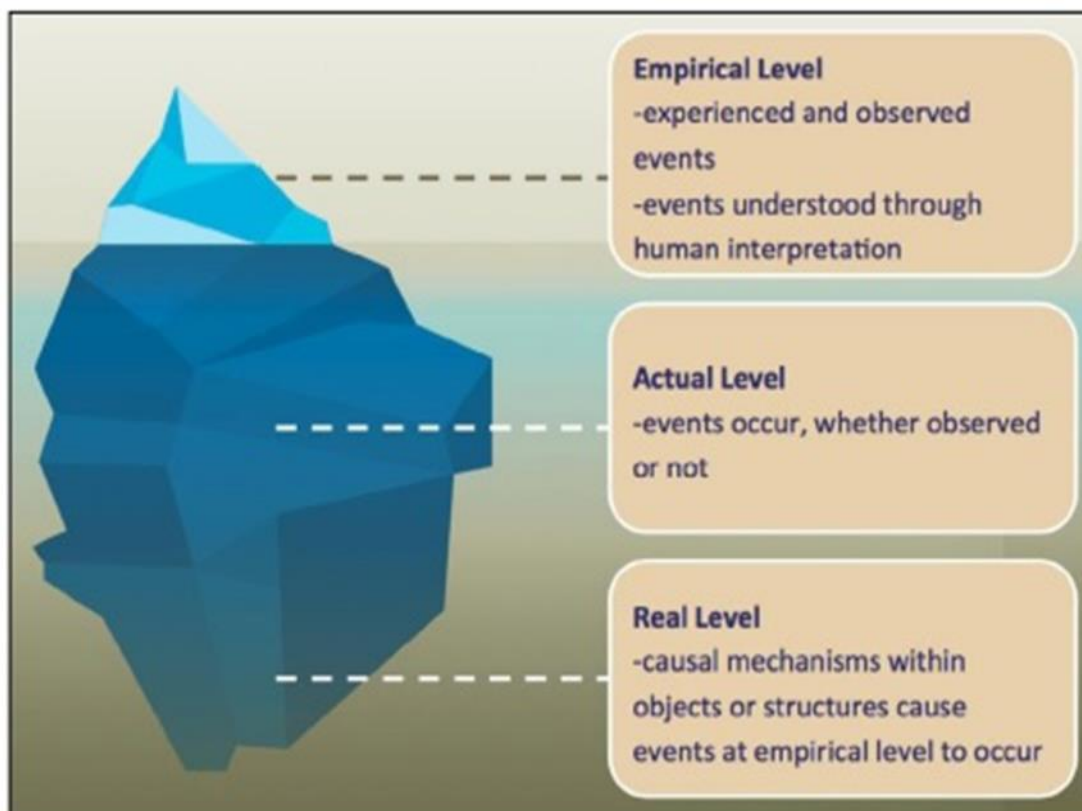 Empirical Level
-experienced and observed
events
-events understood through
human interpretation
Actual Level
-events occur, whether observed
or not
Real Level
-causal mechanisms within
objects or structures cause
events at empirical level to occur